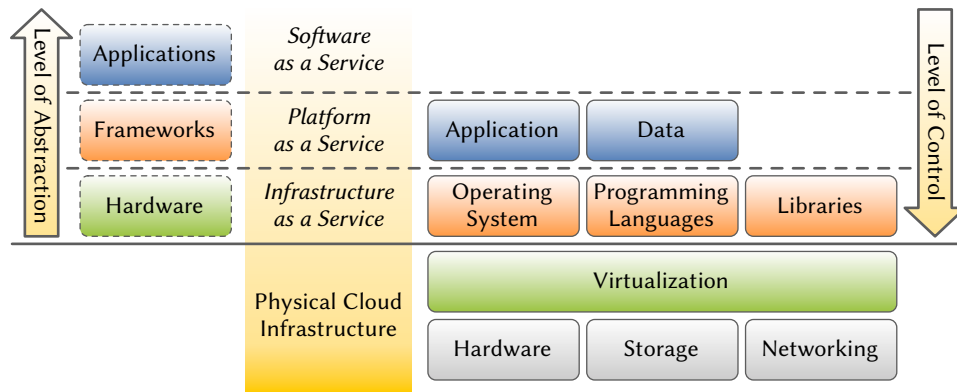 Level of Abstraction
Applications
Software
as a Service
Level of Control
Frameworks
Platform
as a Service
Application
Data
Hardware
Infrastructure
as a Service
Operating
System
Programming
Languages
Libraries
Physical Cloud
Infrastructure
Virtualization
Hardware
Storage
Networking